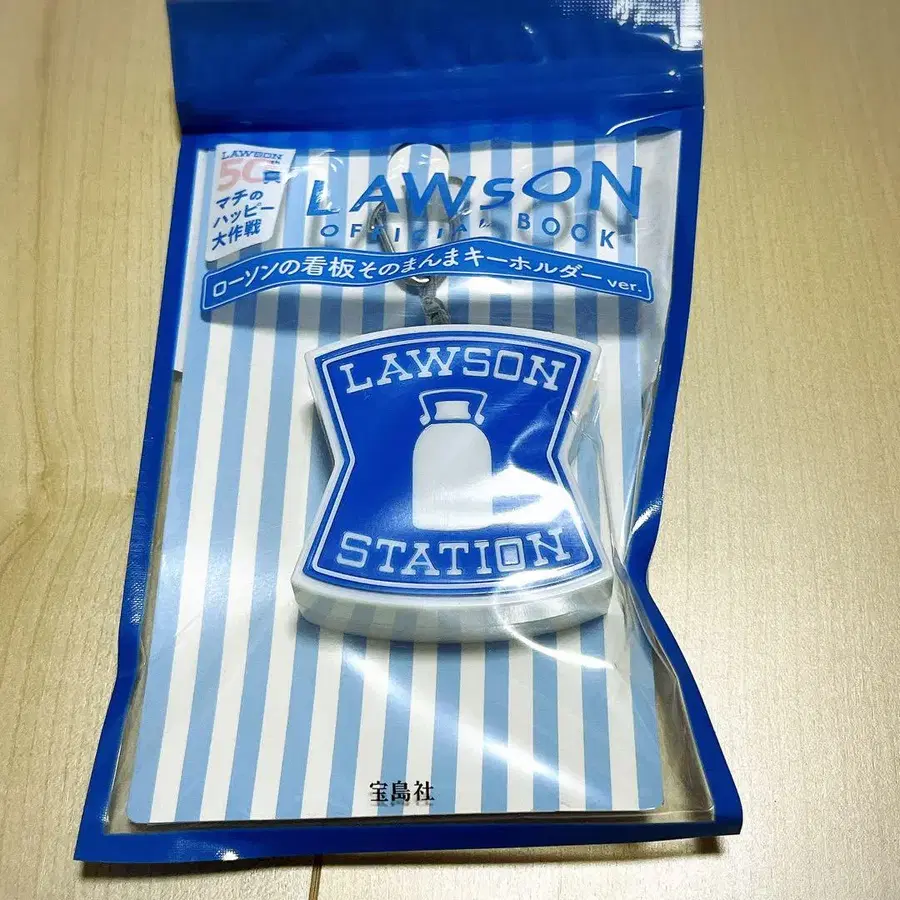 LAWSON
50
マチの
ハッピー
大作戦
LAWSON
OFFICIAL BOOK
ローソンの看板そのまんまキーホルダー ver.
LAWSON
STATION
宝島社